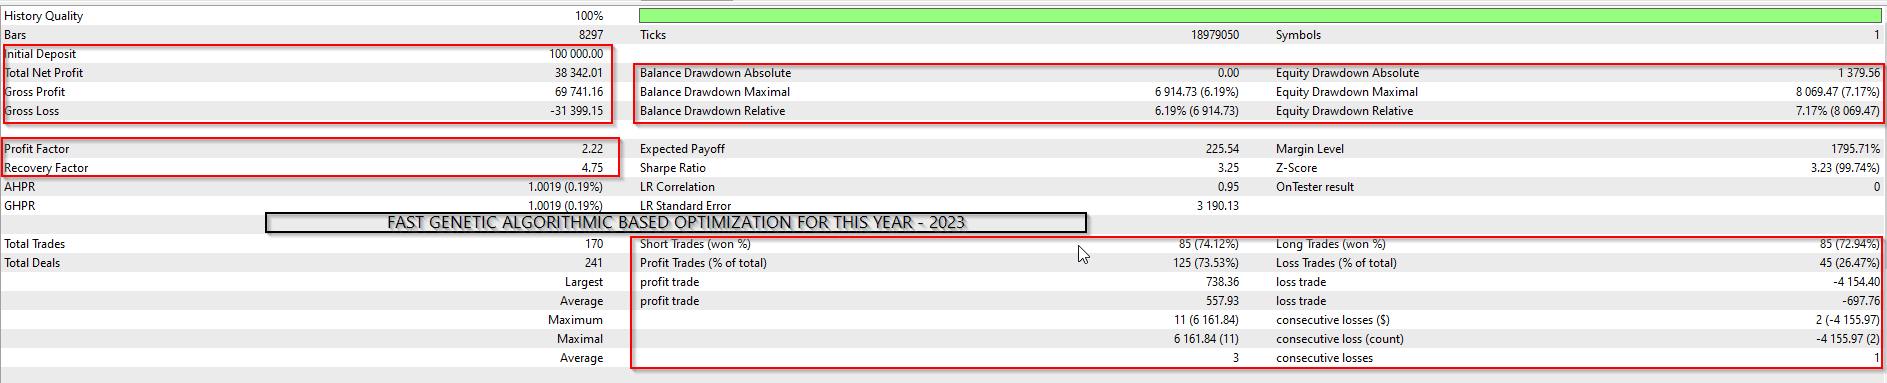 History Quality 100%
Bars 8297 Ticks 18979050 Symbols 1
Initial Deposit 100 000.00
Total Net Profit 38 342.01 Balance Drawdown Absolute 0.00 Equity Drawdown Absolute 1 379.56
Gross Profit 69 741.16 Balance Drawdown Maximal 6 914.73 (6.19%) Equity Drawdown Maximal 8 069.47 (7.17%)
Gross Loss -31 399.15 Balance Drawdown Relative 6.19% (6 914.73) Equity Drawdown Relative 7.17% (8 069.47)
Profit Factor 2.22 Expected Payoff 225.54 Margin Level 1795.71%
Recovery Factor 4.75 Sharpe Ratio 3.25 Z-Score 3.23 (99.74%)
AHPR 1.0019 (0.19%) LR Correlation 0.95 OnTester result 0
GHPR 1.0019 (0.19%) LR Standard Error 3 190.13
FAST GENETIC ALGORITHMIC BASED OPTIMIZATION FOR THIS YEAR - 2023
Total Trades 170 Short Trades (won %) 85 (74.12%) Long Trades (won %) 85 (72.94%)
Total Deals 241 Profit Trades (% of total) 125 (73.53%) Loss Trades (% of total) 45 (26.47%)
Largest profit trade 738.36 loss trade -4 154.40
Average profit trade 557.93 loss trade -697.76
Maximum 11 (6 161.84) consecutive losses ($) 2 (-4 155.97)
Maximal 6 161.84 (11) consecutive loss (count) -4 155.97 (2)
Average 3 consecutive losses 1